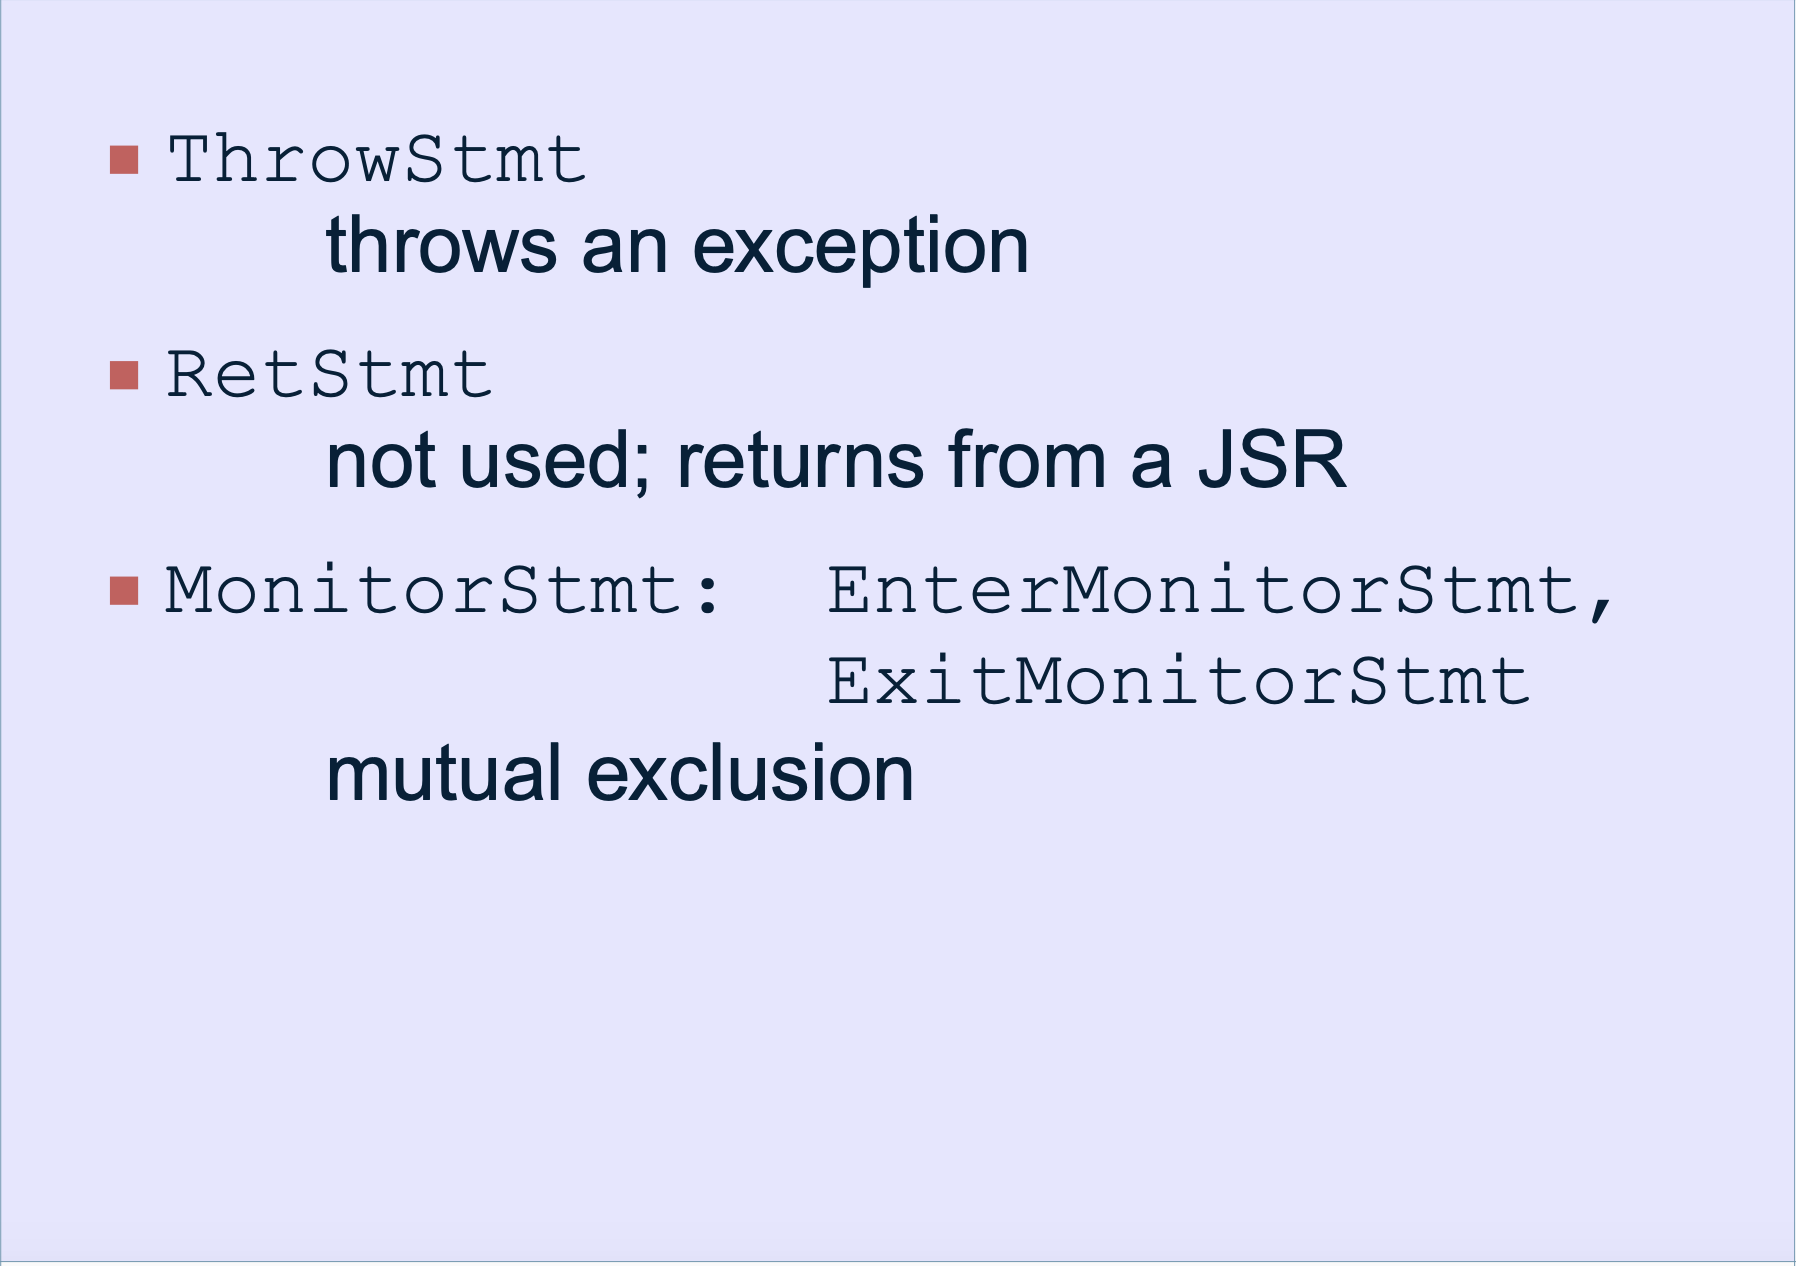 ThrowStmt
throws an exception
RetStmt
not used; returns from a JSR
MonitorStmt: EnterMonitorStmt,
ExitMonitorStmt
mutual exclusion